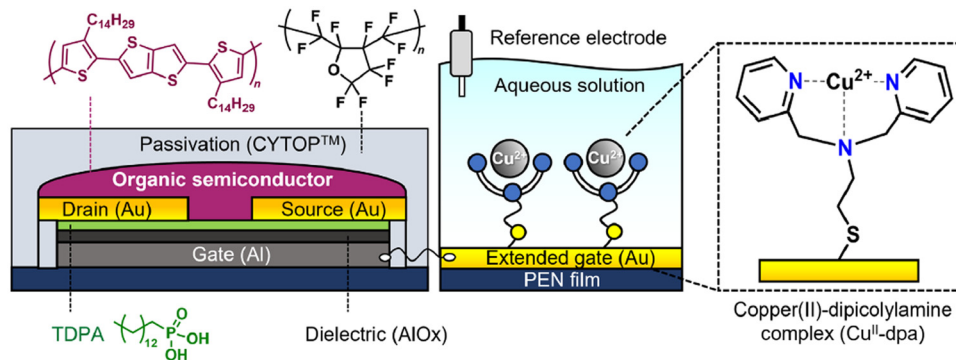 C14H29
S
S
S
S
n
C14H29
F
F
F
F
F
F
O
F
F
F
F
n
Reference electrode
Aqueous solution
Passivation (CYTOP™)
Organic semiconductor
Drain (Au)
Source (Au)
Gate (Al)
Cu2+
Cu2+
Extended gate (Au)
PEN film
N
Cu2+
N
N
S
TDPA
12
O
P
OH
OH
Dielectric (AlOx)
Copper(II)-dipicolylamine
complex (CuII-dpa)